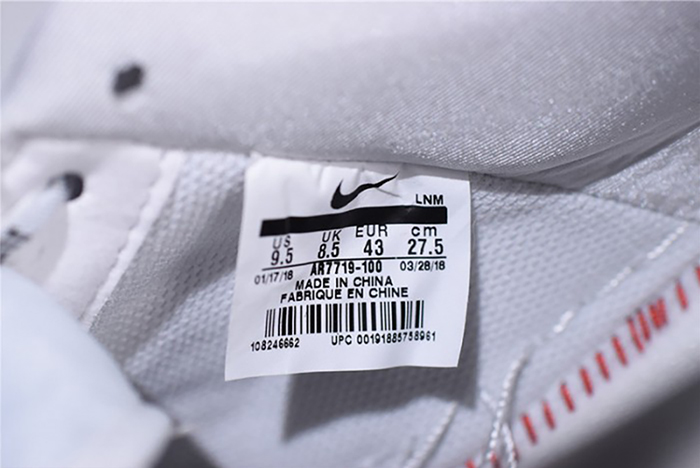 LNM
US UK EUR cm
9.5 8.5 43 27.5
01/17/18 AR7719-100 03/28/18
MADE IN CHINA
FABRIQUE EN CHINE
108246662 UPC 00191885758961